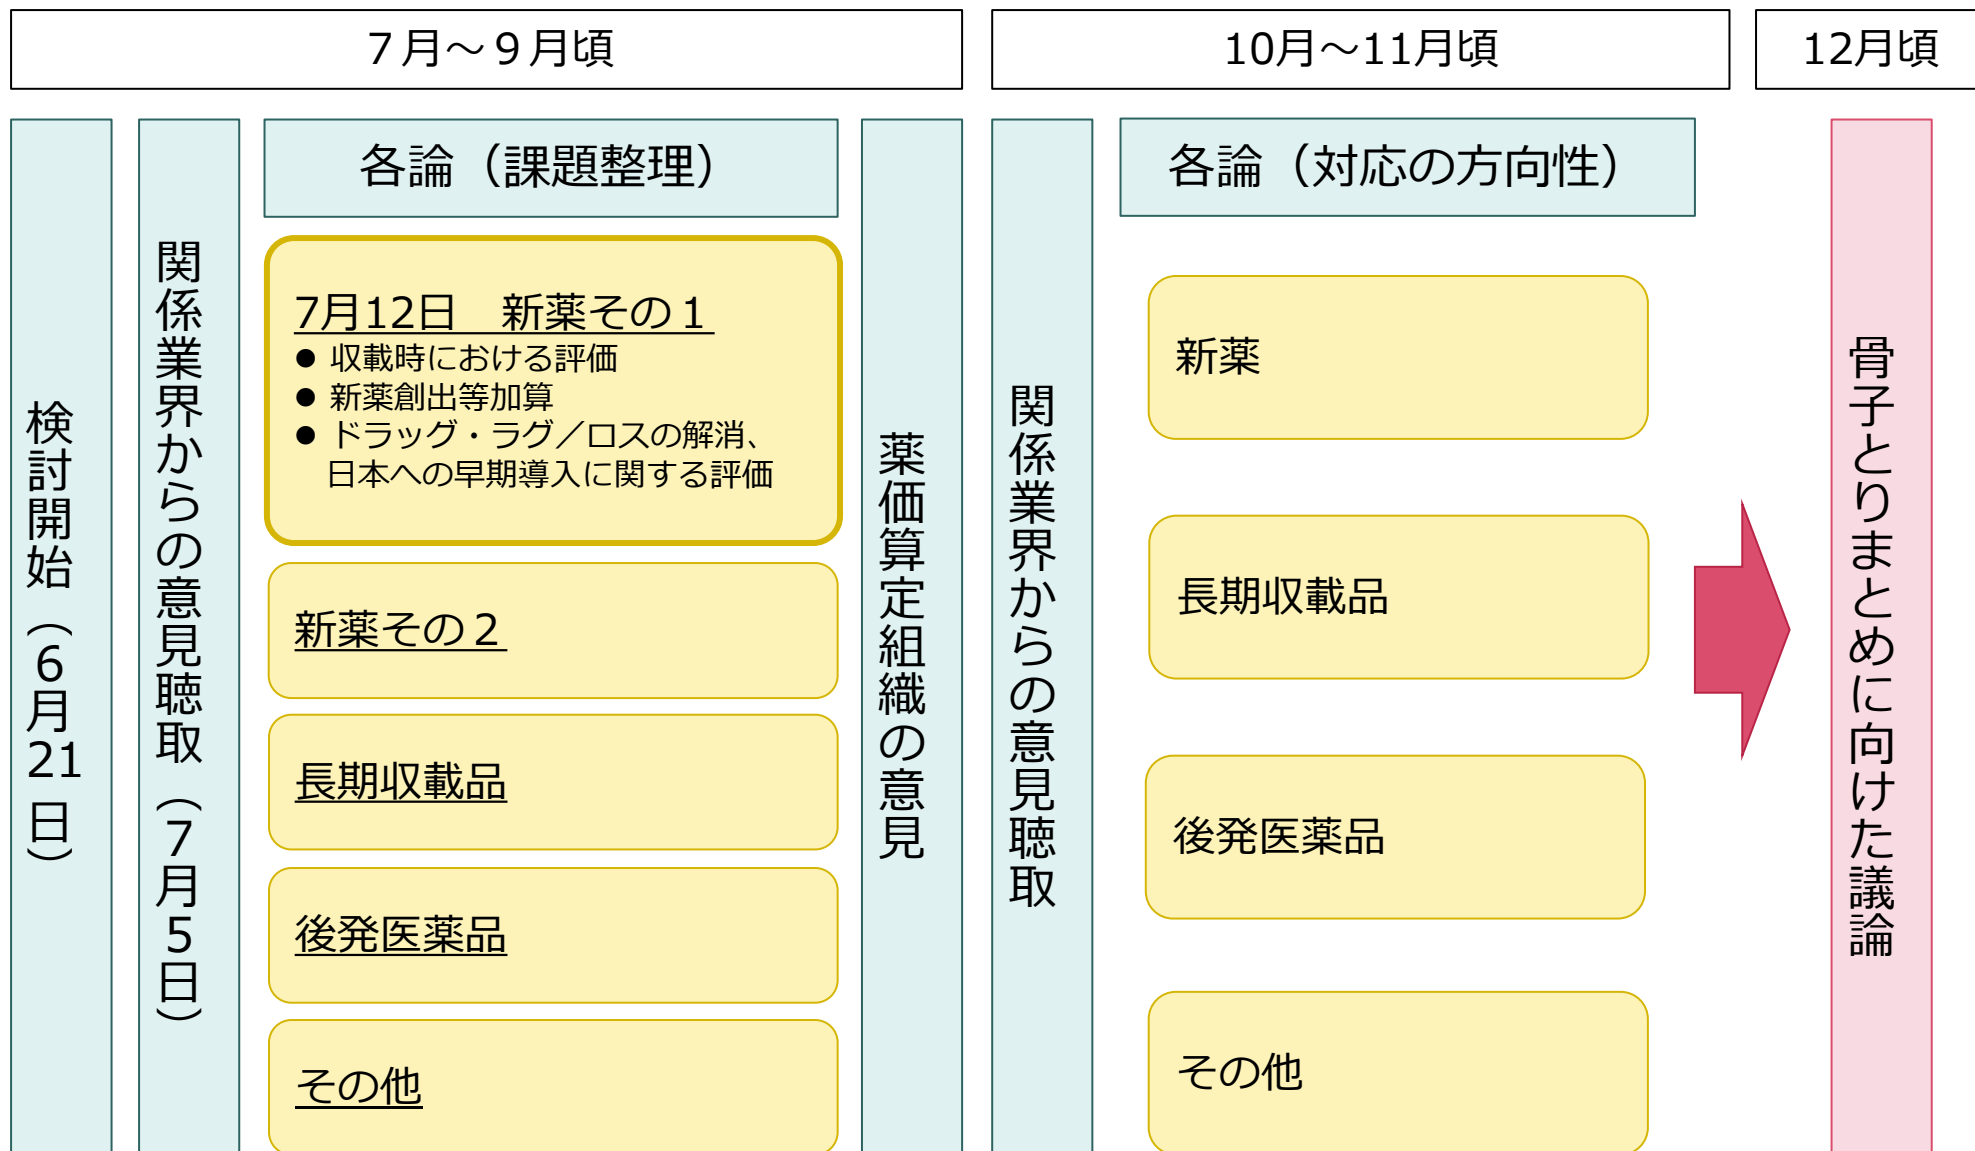 ７月～９月頃
10月～11月頃
12月頃
検討開始（6月21日）
関係業界からの意見聴取（7月5日）
各論（課題整理）
7月12日　新薬その１
● 収載時における評価
● 新薬創出等加算
● ドラッグ・ラグ／ロスの解消、
日本への早期導入に関する評価
新薬その２
長期収載品
後発医薬品
その他
薬価算定組織の意見
関係業界からの意見聴取
各論（対応の方向性）
新薬
長期収載品
後発医薬品
その他
骨子とりまとめに向けた議論